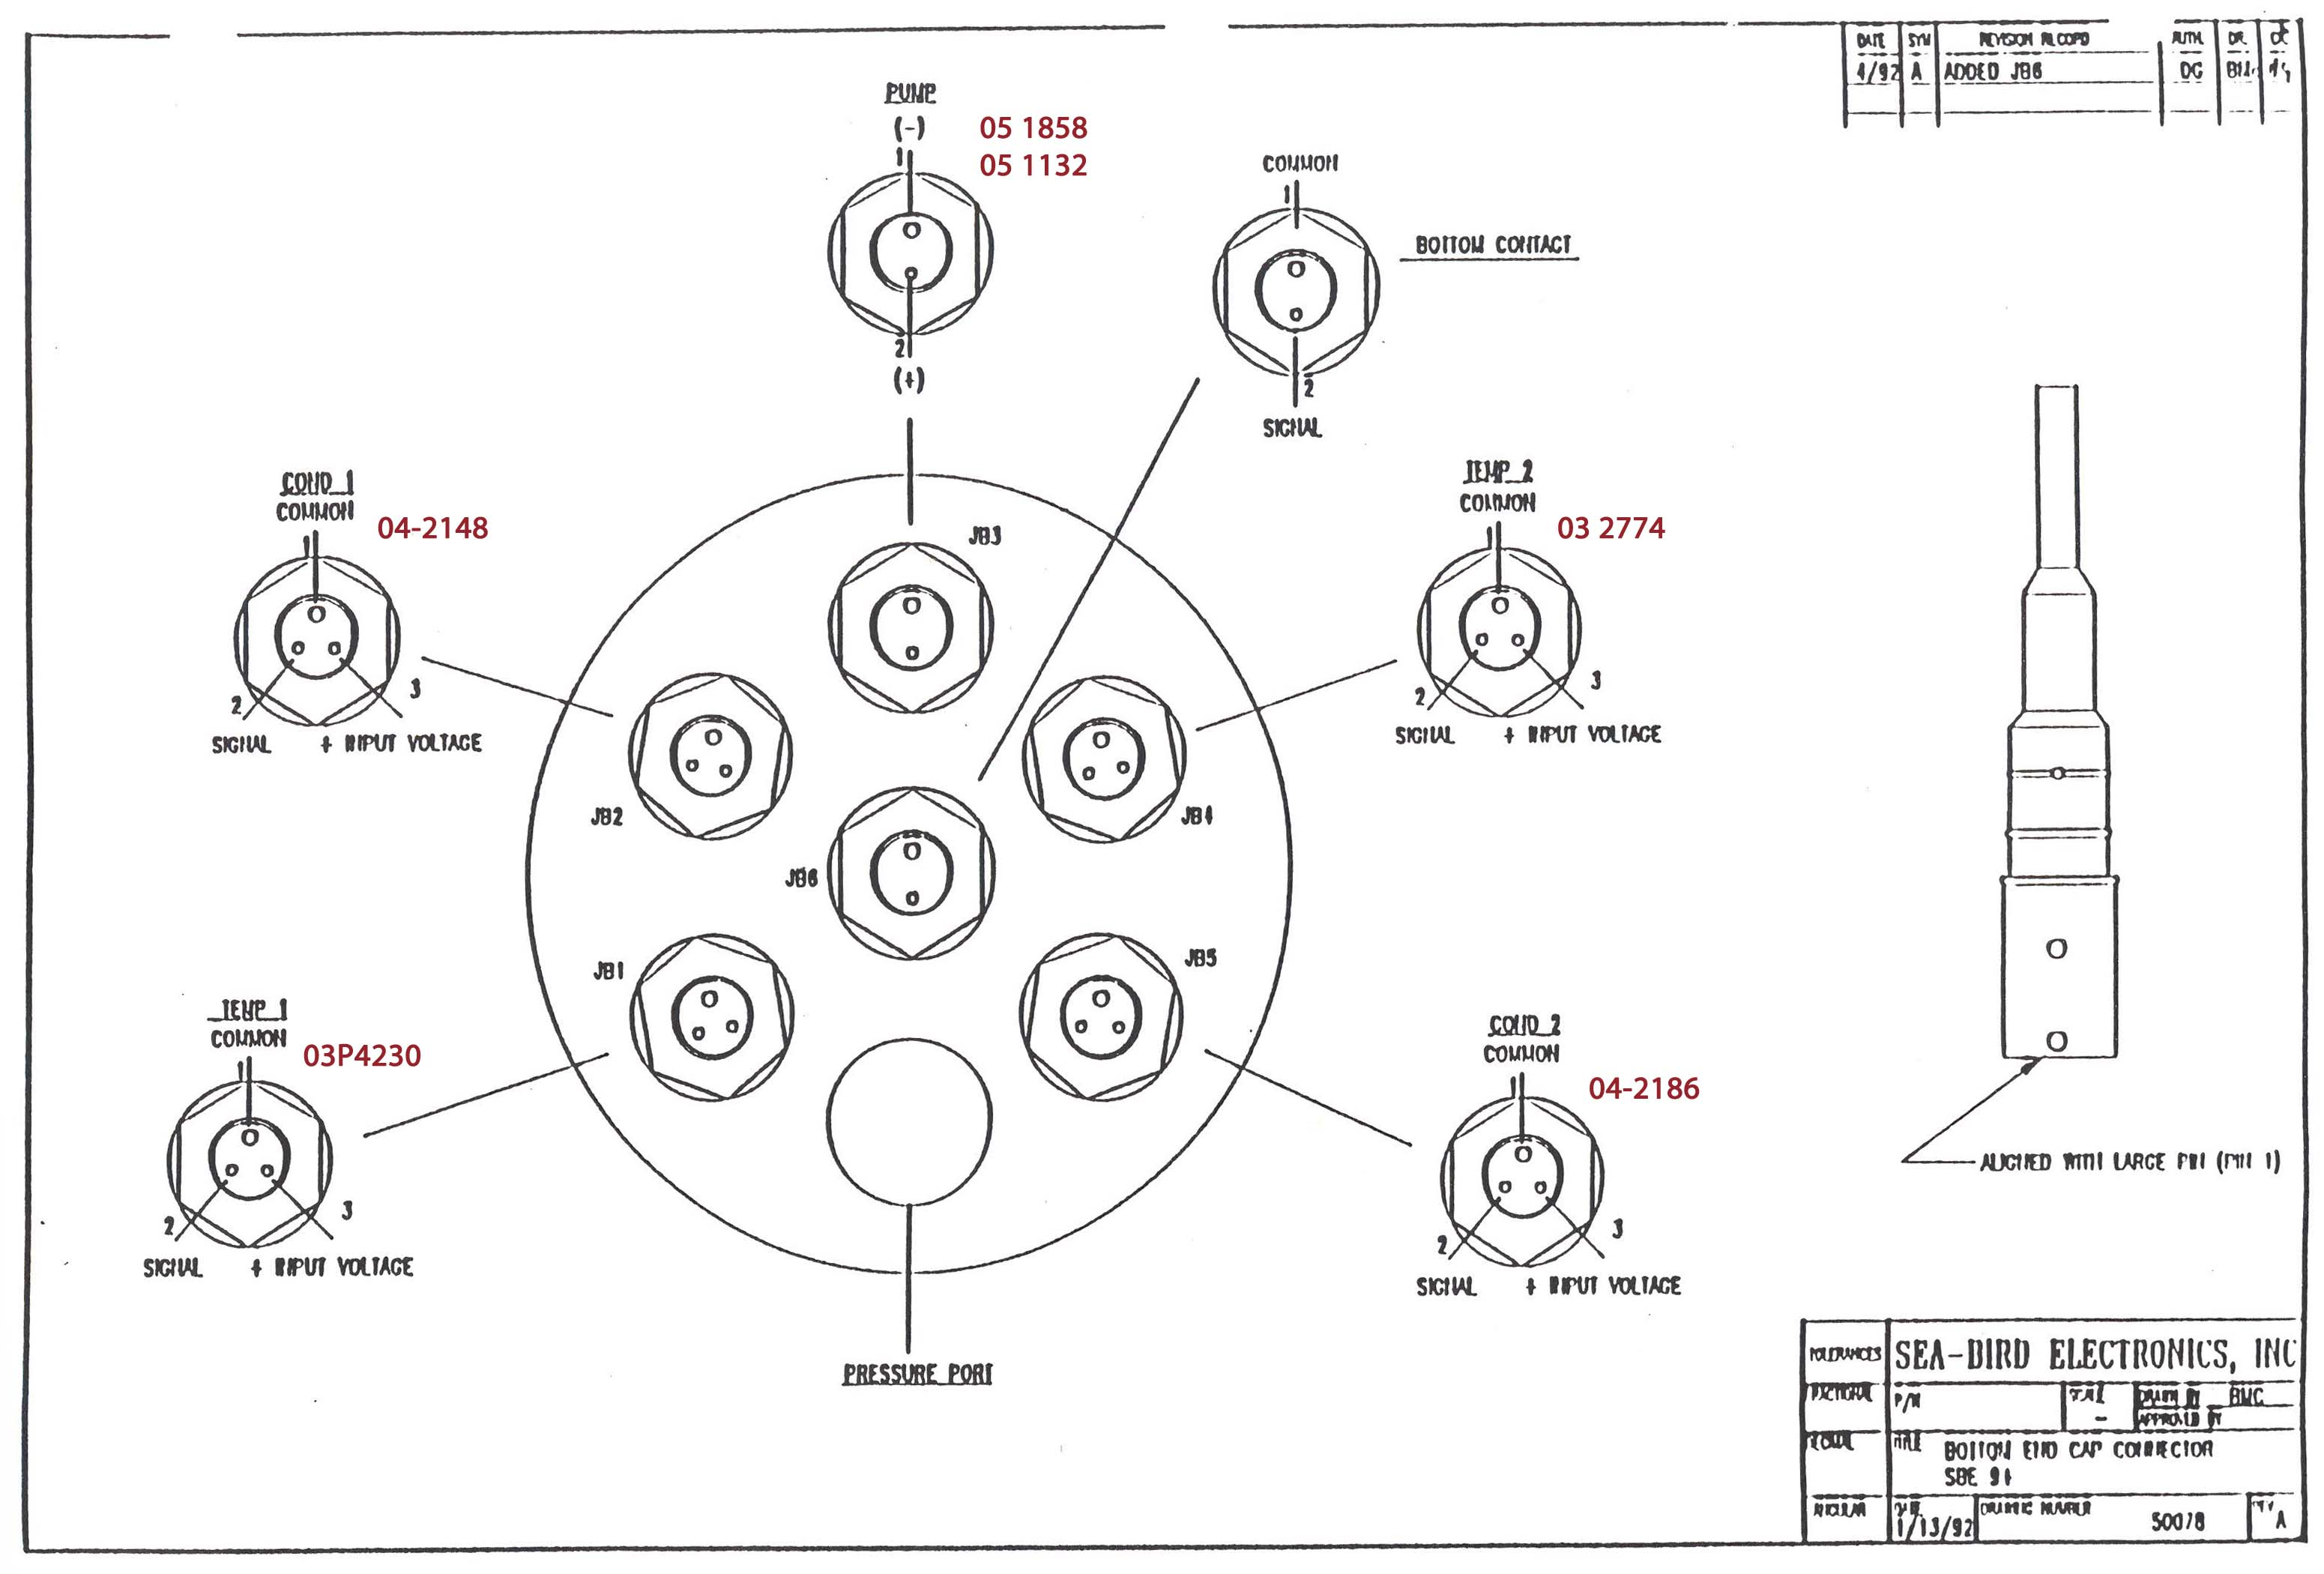 DATE SYM REVISION RECORD AUTH. DR. CK
4/92 A ADDED JB6 DG
PUMP
(-)
05 1858
05 1132
1
2
(+)
COMMON
1
BOTTOM CONTACT
2
SIGNAL
COND 1
COMMON
04-2148
1
2
3
SIGNAL + INPUT VOLTAGE
TEMP 2
COMMON
03 2774
1
2
3
SIGNAL + INPUT VOLTAGE
JB3
JB2
JB4
JB6
JB1
JB5
TEMP 1
COMMON
03P4230
1
2
3
SIGNAL + INPUT VOLTAGE
COND 2
COMMON
04-2186
1
2
3
SIGNAL + INPUT VOLTAGE
PRESSURE PORT
ALIGNED WITH LARGE PIN (PIN 1)
TOLERANCES
SEA-BIRD ELECTRONICS, INC
FRACTIONAL
P/N
SCALE
-
DRAWN BY BMG
APPROVED BY
DECIMAL
TITLE
BOTTOM END CAP CONNECTOR
SBE 9+
ANGULAR
DATE
1/13/92
DRAWING NUMBER
50078
REV
A